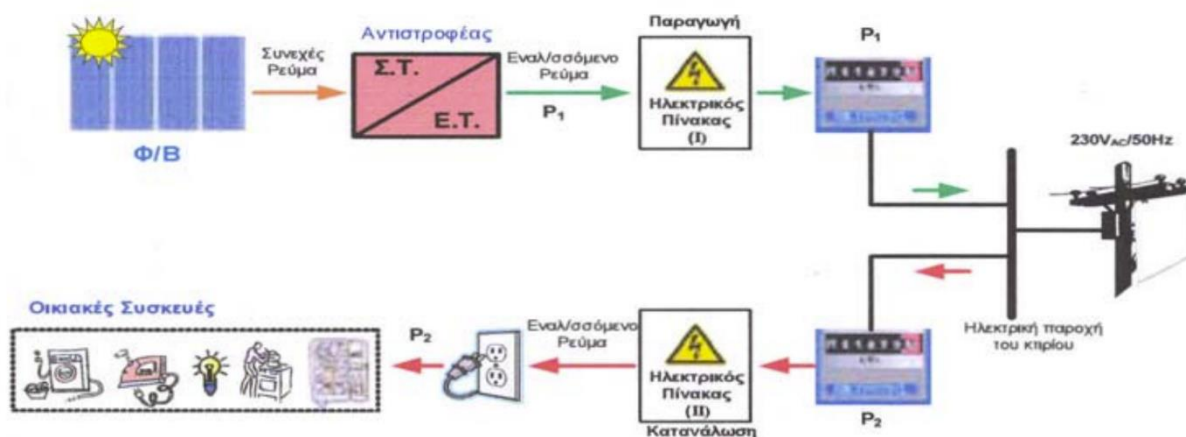 Φ/Β
Συνεχές
Ρεύμα
Αντιστροφέας
Σ.Τ.
Ε.Τ.
Εναλ/σσόμενο
Ρεύμα
P₁
Παραγωγή
Ηλεκτρικός
Πίνακας
(I)
P₁
230VAC/50Hz
Οικιακές Συσκευές
P₂
Εναλ/σσόμενο
Ρεύμα
Ηλεκτρικός
Πίνακας
(II)
Κατανάλωση
P₂
Ηλεκτρική παροχή
του κτιρίου